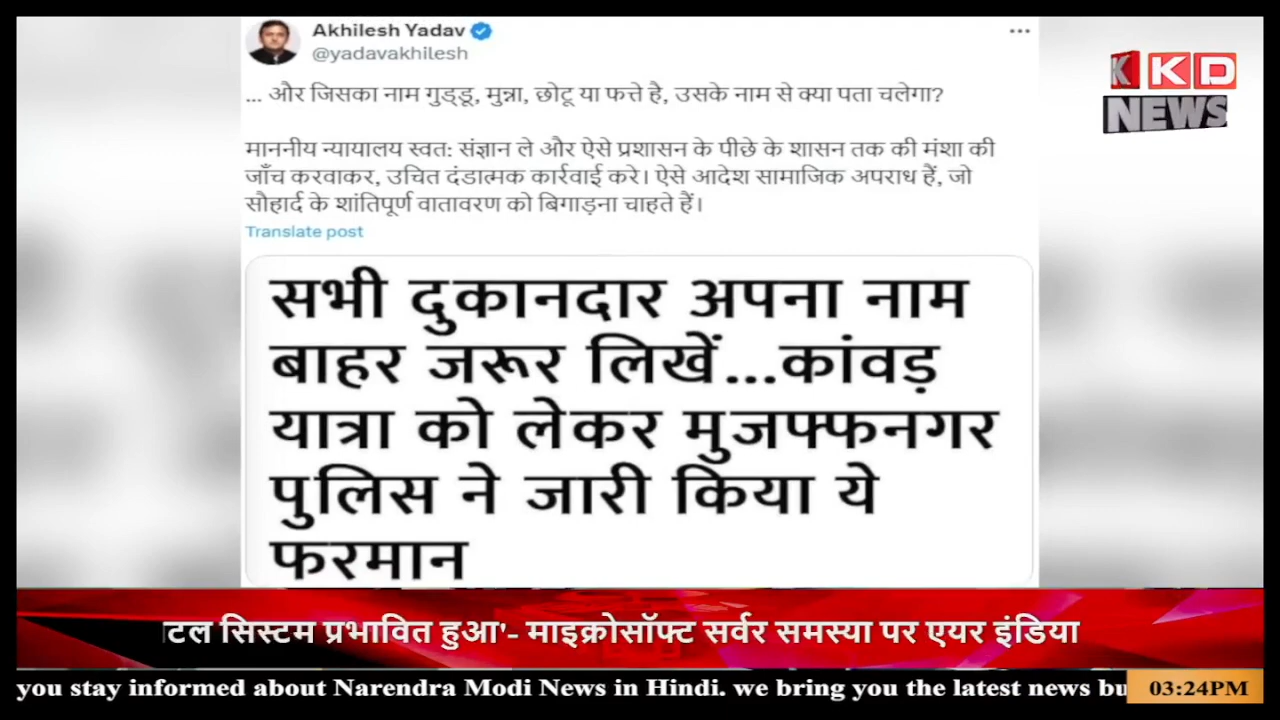 Akhilesh Yadav
@yadavakhilesh
... और जिसका नाम गुड्डू, मुन्ना, छोटू या फत्ते है, उसके नाम से क्या पता चलेगा?
माननीय न्यायालय स्वत: संज्ञान ले और ऐसे प्रशासन के पीछे के शासन तक की मंशा की
जाँच करवाकर, उचित दंडात्मक कार्रवाई करे। ऐसे आदेश सामाजिक अपराध हैं, जो
सौहार्द के शांतिपूर्ण वातावरण को बिगाड़ना चाहते हैं।
Translate post
सभी दुकानदार अपना नाम
बाहर जरूर लिखें...कांवड़
यात्रा को लेकर मुजफ्फनगर
पुलिस ने जारी किया ये
फरमान
K KD
NEWS
टल सिस्टम प्रभावित हुआ'- माइक्रोसॉफ्ट सर्वर समस्या पर एयर इंडिया
you stay informed about Narendra Modi News in Hindi. we bring you the latest news bu
03:24PM